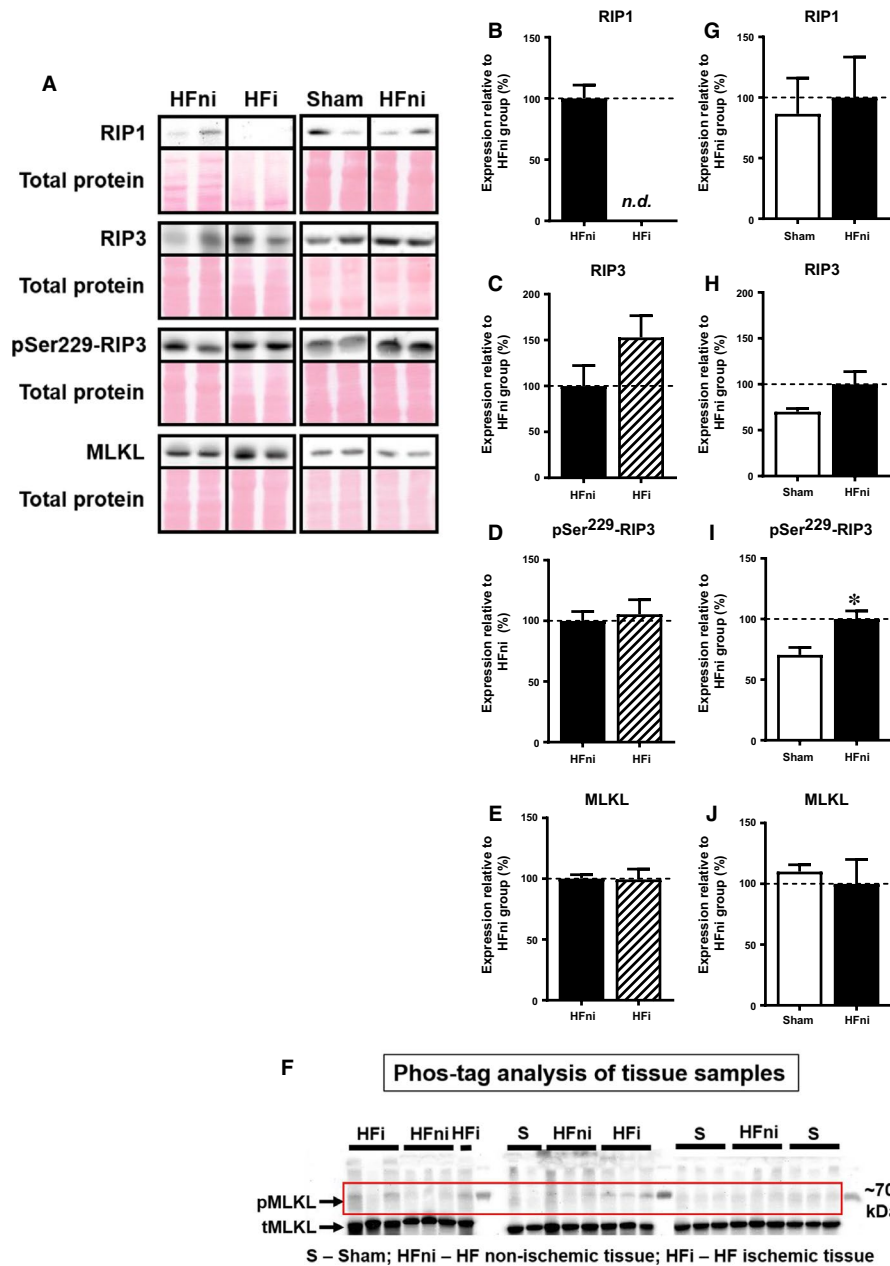 A
HFni HFi Sham HFni
RIP1
Total protein
RIP3
Total protein
pSer229-RIP3
Total protein
MLKL
Total protein
B
RIP1
Expression relative to
HFni group (%)
150
100
50
0
n.d.
HFni HFi
G
RIP1
Expression relative to
HFni group (%)
150
100
50
0
Sham HFni
C
RIP3
Expression relative to
HFni group (%)
200
150
100
50
0
HFni HFi
H
RIP3
Expression relative to
HFni group (%)
200
150
100
50
0
Sham HFni
D
pSer229-RIP3
Expression relative to
HFni (%)
150
100
50
0
HFni HFi
I
pSer229-RIP3
Expression relative to
HFni group (%)
150
100
50
0
*
Sham HFni
E
MLKL
Expression relative to
HFni group (%)
150
100
50
0
HFni HFi
J
MLKL
Expression relative to
HFni group (%)
150
100
50
0
Sham HFni
F
Phos-tag analysis of tissue samples
HFi HFni HFi S HFni HFi S HFni S
pMLKL
tMLKL
~70
kDa
S – Sham; HFni – HF non-ischemic tissue; HFi – HF ischemic tissue